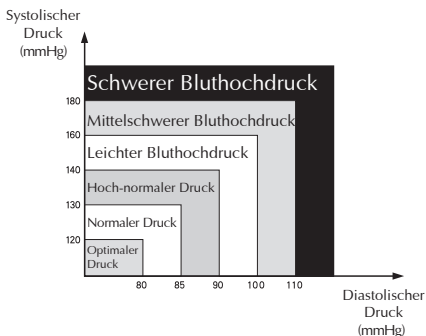 Systolischer
Druck
(mmHg)
Schwerer Bluthochdruck
180
Mittelschwerer Bluthochdruck
160
Leichter Bluthochdruck
140
Hoch-normaler Druck
130
Normaler Druck
120
Optimaler
Druck
80 85 90 100 110
Diastolischer
Druck
(mmHg)